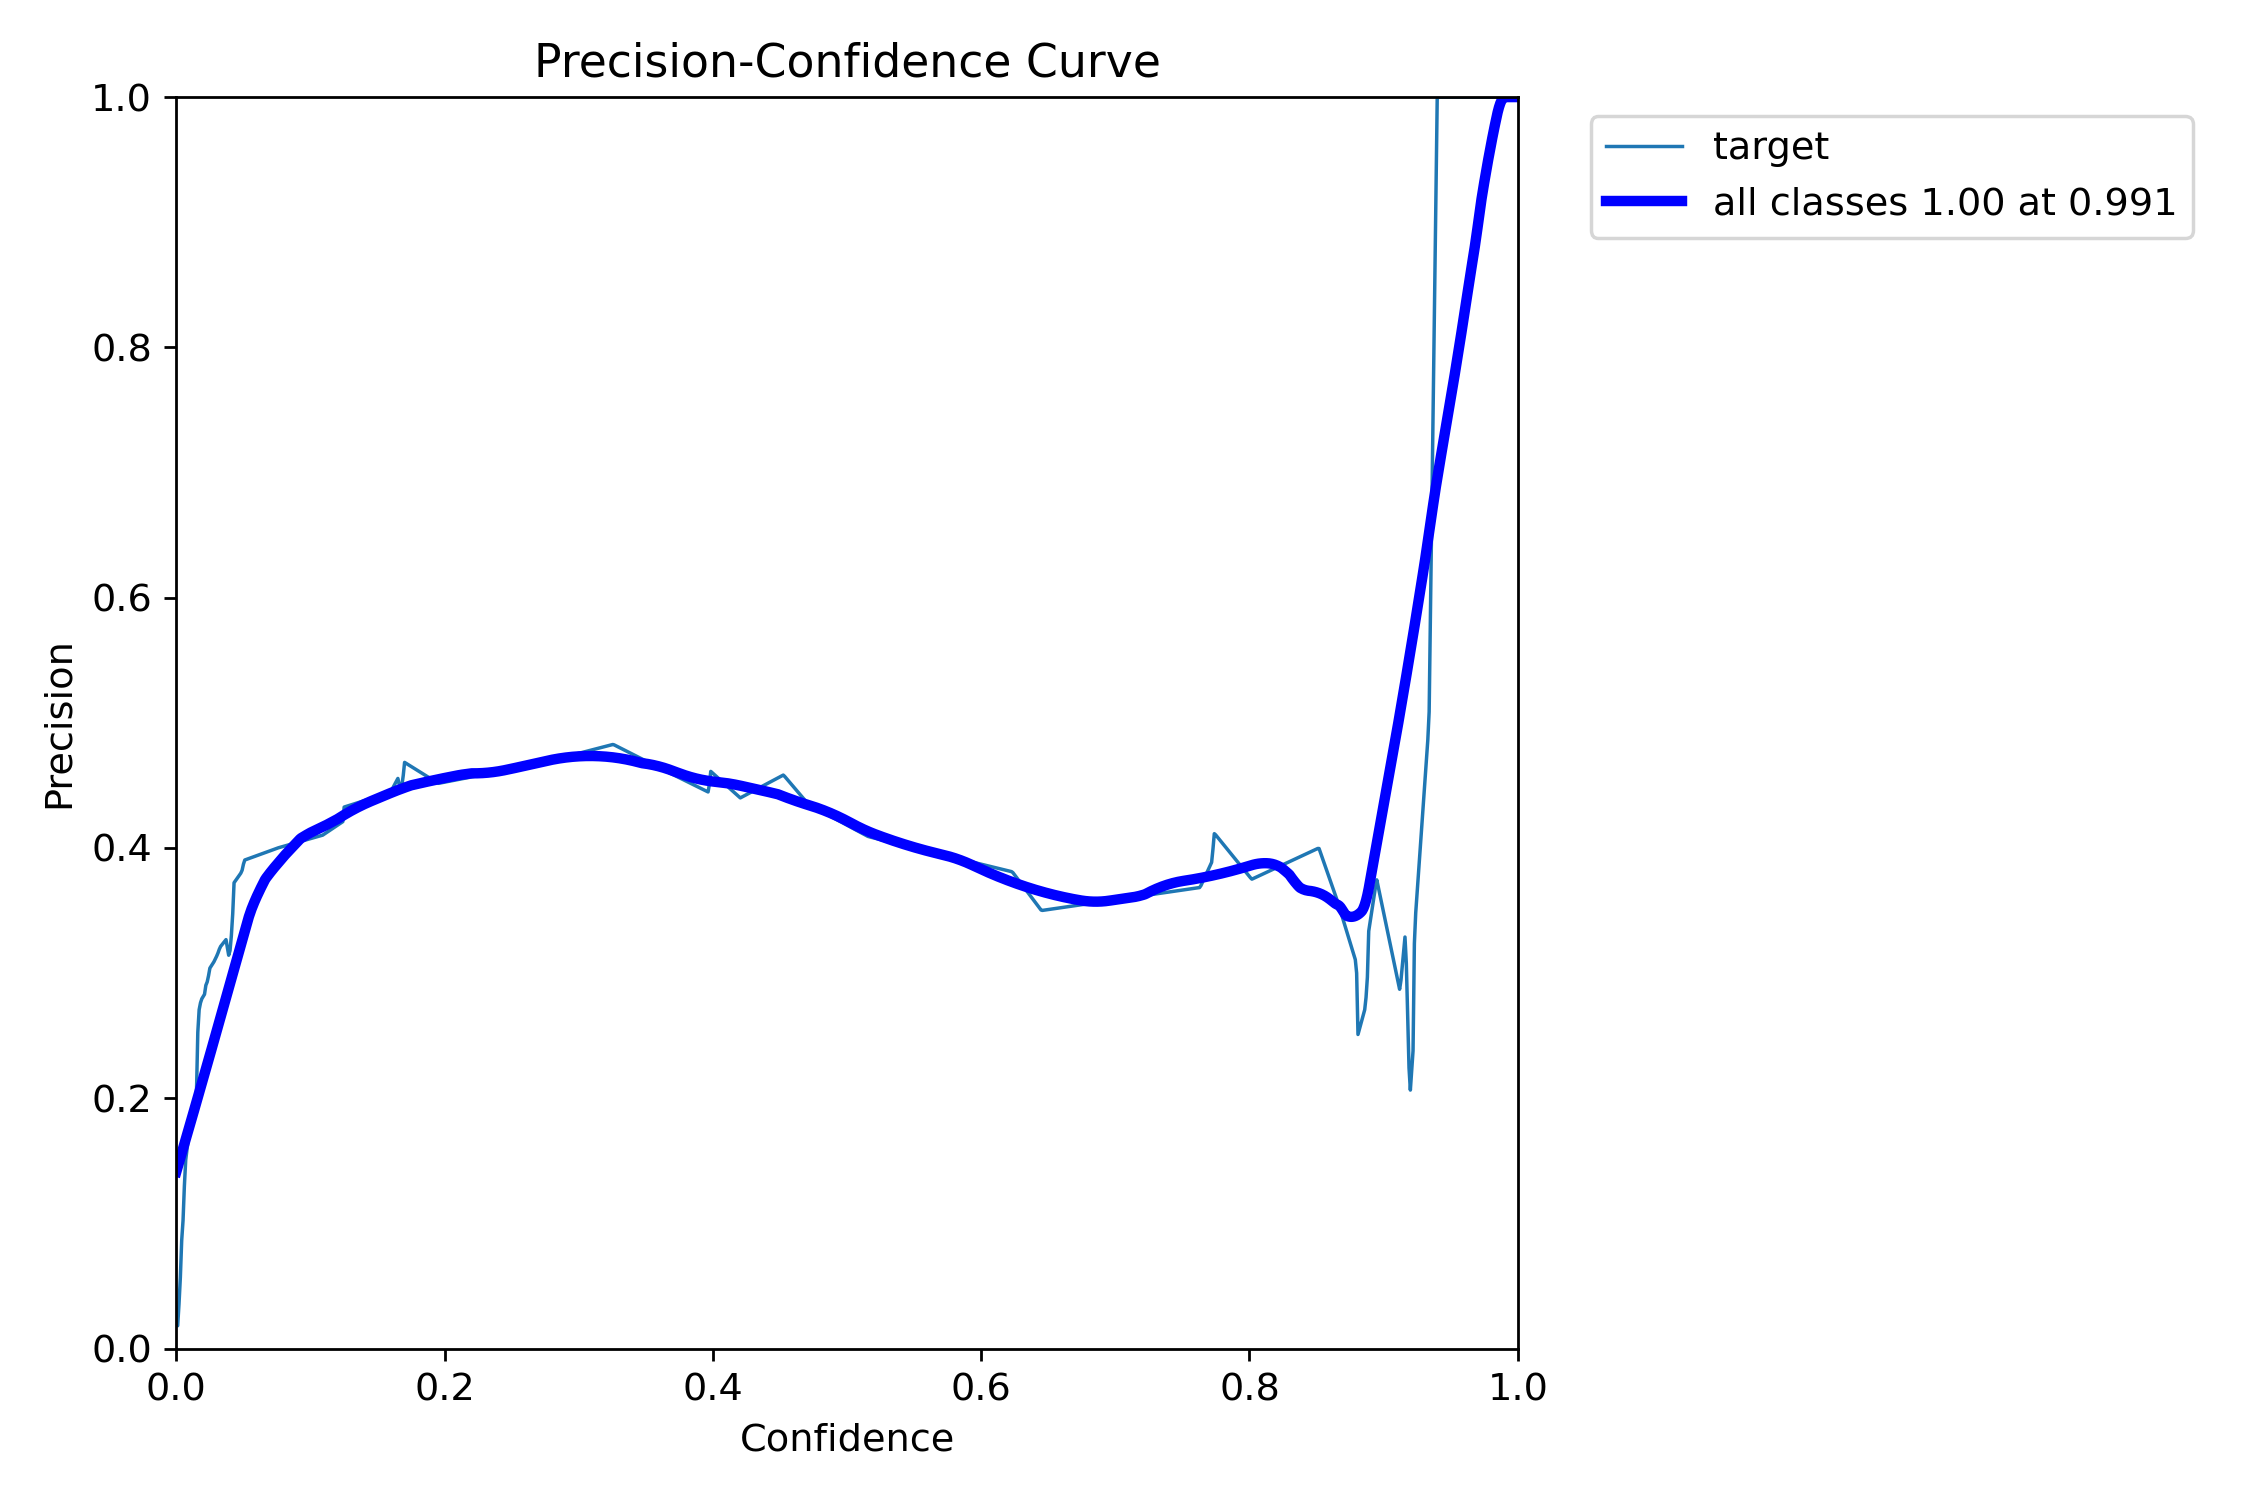 Precision-Confidence Curve
1.0
0.8
0.6
0.4
0.2
0.0
Precision
0.0 0.2 0.4 0.6 0.8 1.0
Confidence
target
all classes 1.00 at 0.991